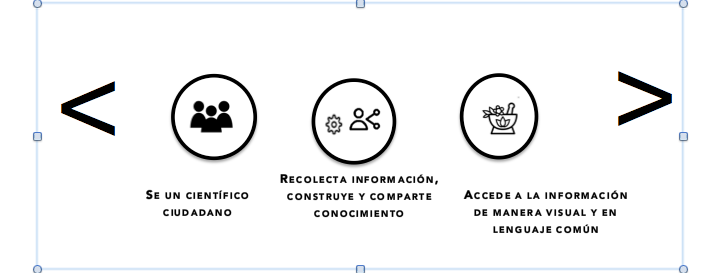 < >
SE UN CIENTÍFICO
CIUDADANO
RECOLECTA INFORMACIÓN,
CONSTRUYE Y COMPARTE
CONOCIMIENTO
ACCEDE A LA INFORMACIÓN
DE MANERA VISUAL Y EN
LENGUAJE COMÚN